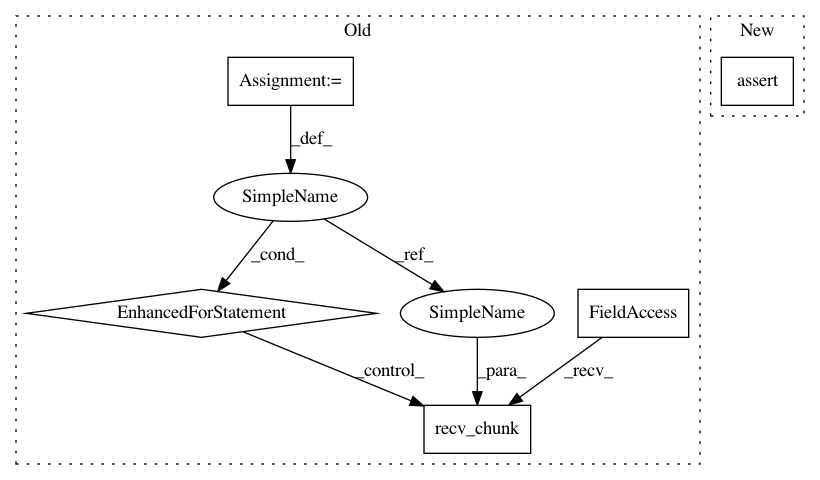 Old
New
Assignment:=
assert
_def_
SimpleName
_cond_
_ref_
EnhancedForStatement
SimpleName
FieldAccess
_control_
_para_
_recv_
recv_chunk